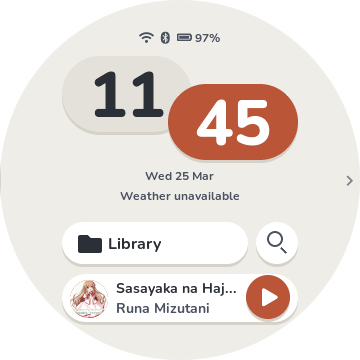 97%
11
45
Wed 25 Mar
Weather unavailable
Library
Sasayaka na Haj...
Runa Mizutani